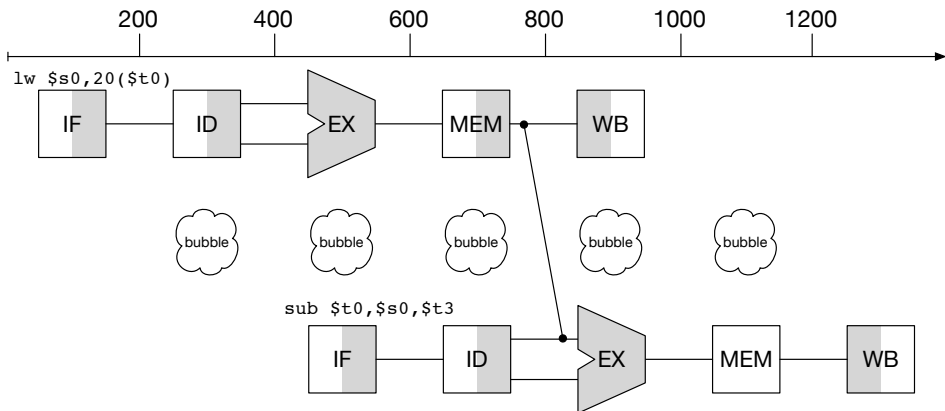 200 400 600 800 1000 1200
lw $s0,20($t0)
IF ID EX MEM WB
bubble bubble bubble bubble bubble
sub $t0,$s0,$t3
IF ID EX MEM WB